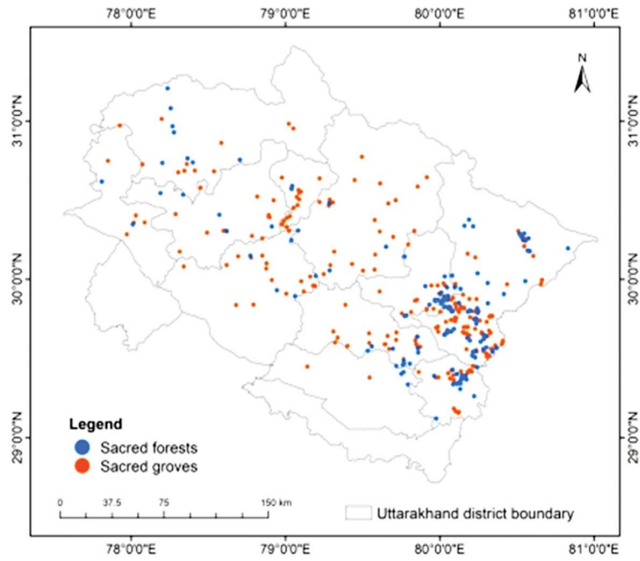 78°0'0"E 79°0'0"E 80°0'0"E 81°0'0"E
N
31°0'0"N 31°0'0"N
30°0'0"N 30°0'0"N
29°0'0"N 29°0'0"N
Legend
Sacred forests
Sacred groves
0 37.5 75 150 km
Uttarakhand district boundary
78°0'0"E 79°0'0"E 80°0'0"E 81°0'0"E